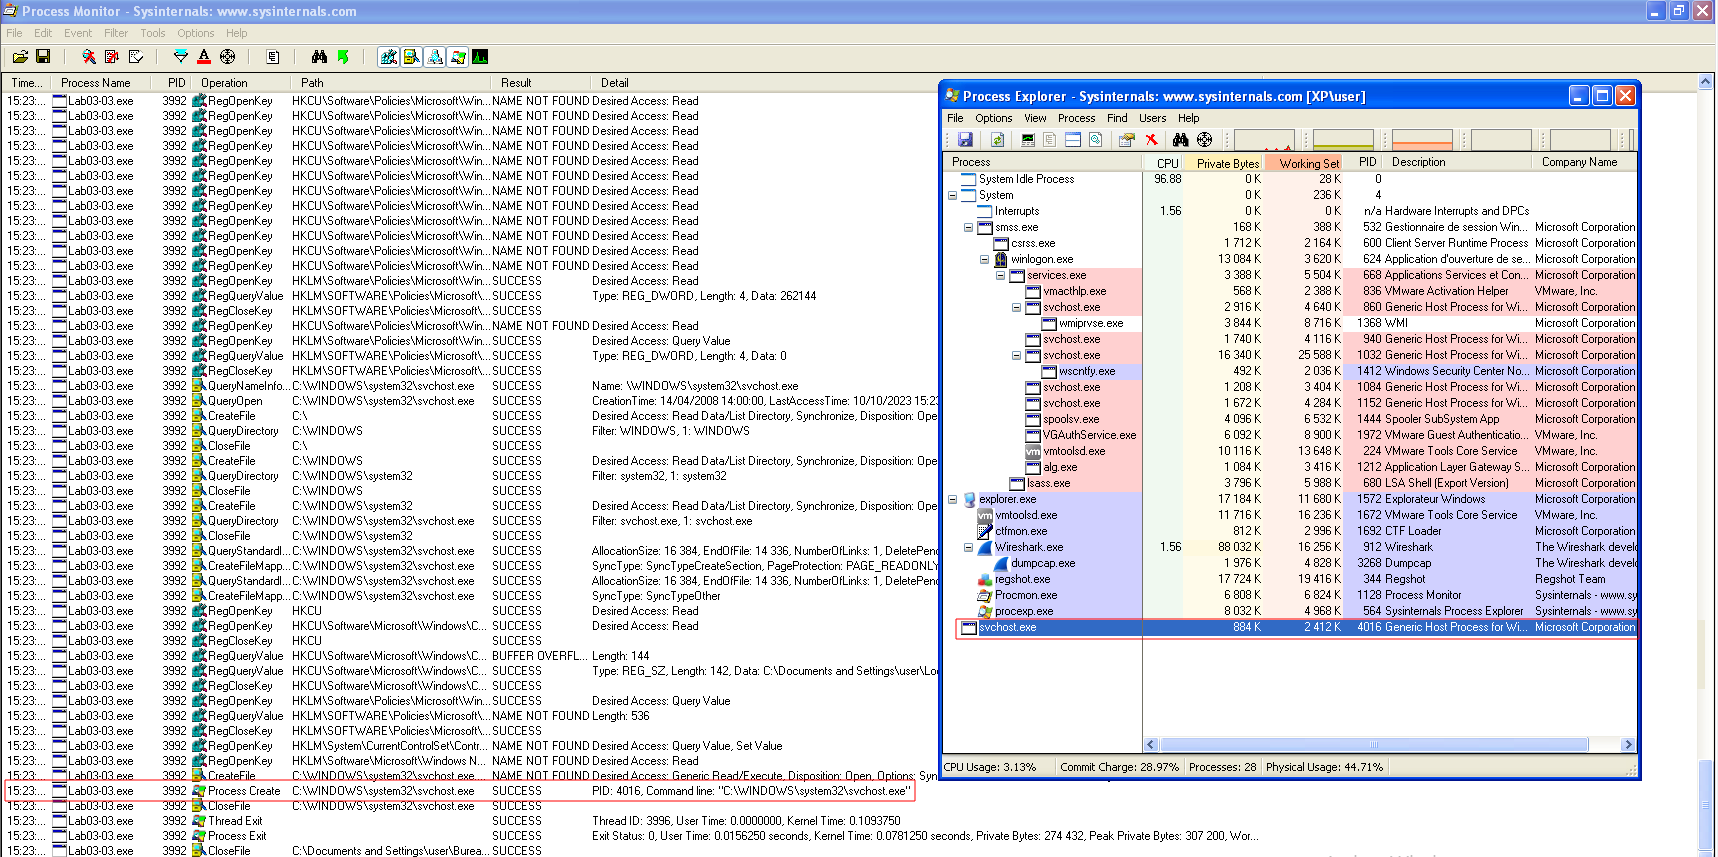 Process Monitor - Sysinternals: www.sysinternals.com
File Edit Event Filter Tools Options Help
Time... Process Name PID Operation Path Result Detail
15:23:... Lab03-03.exe 3992 RegOpenKey HKCU\Software\Policies\Microsoft\Win... NAME NOT FOUND Desired Access: Read
15:23:... Lab03-03.exe 3992 RegOpenKey HKCU\Software\Policies\Microsoft\Win... NAME NOT FOUND Desired Access: Read
15:23:... Lab03-03.exe 3992 RegOpenKey HKCU\Software\Policies\Microsoft\Win... NAME NOT FOUND Desired Access: Read
15:23:... Lab03-03.exe 3992 RegOpenKey HKCU\Software\Policies\Microsoft\Win... NAME NOT FOUND Desired Access: Read
15:23:... Lab03-03.exe 3992 RegOpenKey HKCU\Software\Policies\Microsoft\Win... NAME NOT FOUND Desired Access: Read
15:23:... Lab03-03.exe 3992 RegOpenKey HKCU\Software\Policies\Microsoft\Win... NAME NOT FOUND Desired Access: Read
15:23:... Lab03-03.exe 3992 RegOpenKey HKCU\Software\Policies\Microsoft\Win... NAME NOT FOUND Desired Access: Read
15:23:... Lab03-03.exe 3992 RegOpenKey HKCU\Software\Policies\Microsoft\Win... NAME NOT FOUND Desired Access: Read
15:23:... Lab03-03.exe 3992 RegOpenKey HKCU\Software\Policies\Microsoft\Win... NAME NOT FOUND Desired Access: Read
15:23:... Lab03-03.exe 3992 RegOpenKey HKCU\Software\Policies\Microsoft\Win... NAME NOT FOUND Desired Access: Read
15:23:... Lab03-03.exe 3992 RegOpenKey HKCU\Software\Policies\Microsoft\Win... NAME NOT FOUND Desired Access: Read
15:23:... Lab03-03.exe 3992 RegOpenKey HKCU\Software\Policies\Microsoft\Win... NAME NOT FOUND Desired Access: Read
15:23:... Lab03-03.exe 3992 RegOpenKey HKLM\SOFTWARE\Policies\Microsoft\... SUCCESS Desired Access: Read
15:23:... Lab03-03.exe 3992 RegQueryValue HKLM\SOFTWARE\Policies\Microsoft\... SUCCESS Type: REG_DWORD, Length: 4, Data: 262144
15:23:... Lab03-03.exe 3992 RegCloseKey HKLM\SOFTWARE\Policies\Microsoft\... SUCCESS
15:23:... Lab03-03.exe 3992 RegOpenKey HKCU\Software\Policies\Microsoft\Win... NAME NOT FOUND Desired Access: Read
15:23:... Lab03-03.exe 3992 RegOpenKey HKLM\SOFTWARE\Policies\Microsoft\... SUCCESS Desired Access: Query Value
15:23:... Lab03-03.exe 3992 RegQueryValue HKLM\SOFTWARE\Policies\Microsoft\... SUCCESS Type: REG_DWORD, Length: 4, Data: 0
15:23:... Lab03-03.exe 3992 RegCloseKey HKLM\SOFTWARE\Policies\Microsoft\... SUCCESS
15:23:... Lab03-03.exe 3992 QueryNameInfo... C:\WINDOWS\system32\svchost.exe SUCCESS Name: \WINDOWS\system32\svchost.exe
15:23:... Lab03-03.exe 3992 QueryOpen C:\WINDOWS\system32\svchost.exe SUCCESS CreationTime: 14/04/2008 14:00:00, LastAccessTime: 10/10/2023 15:23
15:23:... Lab03-03.exe 3992 CreateFile C:\ SUCCESS Desired Access: Read Data/List Directory, Synchronize, Disposition: Ope
15:23:... Lab03-03.exe 3992 QueryDirectory C:\WINDOWS SUCCESS Filter: WINDOWS, 1: WINDOWS
15:23:... Lab03-03.exe 3992 CloseFile C:\ SUCCESS
15:23:... Lab03-03.exe 3992 CreateFile C:\WINDOWS SUCCESS Desired Access: Read Data/List Directory, Synchronize, Disposition: Ope
15:23:... Lab03-03.exe 3992 QueryDirectory C:\WINDOWS\system32 SUCCESS Filter: system32, 1: system32
15:23:... Lab03-03.exe 3992 CloseFile C:\WINDOWS SUCCESS
15:23:... Lab03-03.exe 3992 CreateFile C:\WINDOWS\system32 SUCCESS Desired Access: Read Data/List Directory, Synchronize, Disposition: Ope
15:23:... Lab03-03.exe 3992 QueryDirectory C:\WINDOWS\system32\svchost.exe SUCCESS Filter: svchost.exe, 1: svchost.exe
15:23:... Lab03-03.exe 3992 CloseFile C:\WINDOWS\system32 SUCCESS
15:23:... Lab03-03.exe 3992 QueryStandardI... C:\WINDOWS\system32\svchost.exe SUCCESS AllocationSize: 16 384, EndOfFile: 14 336, NumberOfLinks: 1, DeletePend
15:23:... Lab03-03.exe 3992 CreateFileMapp... C:\WINDOWS\system32\svchost.exe SUCCESS SyncType: SyncTypeCreateSection, PageProtection: PAGE_READONLY
15:23:... Lab03-03.exe 3992 QueryStandardI... C:\WINDOWS\system32\svchost.exe SUCCESS AllocationSize: 16 384, EndOfFile: 14 336, NumberOfLinks: 1, DeletePend
15:23:... Lab03-03.exe 3992 CreateFileMapp... C:\WINDOWS\system32\svchost.exe SUCCESS SyncType: SyncTypeOther
15:23:... Lab03-03.exe 3992 RegOpenKey HKCU SUCCESS Desired Access: Read
15:23:... Lab03-03.exe 3992 RegOpenKey HKCU\Software\Microsoft\Windows\C... SUCCESS Desired Access: Read
15:23:... Lab03-03.exe 3992 RegCloseKey HKCU SUCCESS
15:23:... Lab03-03.exe 3992 RegQueryValue HKCU\Software\Microsoft\Windows\C... BUFFER OVERFL... Length: 144
15:23:... Lab03-03.exe 3992 RegQueryValue HKCU\Software\Microsoft\Windows\C... SUCCESS Type: REG_SZ, Length: 142, Data: C:\Documents and Settings\user\Loc
15:23:... Lab03-03.exe 3992 RegCloseKey HKCU\Software\Microsoft\Windows\C... SUCCESS
15:23:... Lab03-03.exe 3992 RegOpenKey HKLM\SOFTWARE\Policies\Microsoft\... SUCCESS Desired Access: Query Value
15:23:... Lab03-03.exe 3992 RegQueryValue HKLM\SOFTWARE\Policies\Microsoft\... NAME NOT FOUND Length: 536
15:23:... Lab03-03.exe 3992 RegCloseKey HKLM\SOFTWARE\Policies\Microsoft\... SUCCESS
15:23:... Lab03-03.exe 3992 RegOpenKey HKLM\System\CurrentControlSet\Contr... NAME NOT FOUND Desired Access: Query Value, Set Value
15:23:... Lab03-03.exe 3992 RegOpenKey HKLM\Software\Microsoft\Windows N... NAME NOT FOUND Desired Access: Read
15:23:... Lab03-03.exe 3992 CreateFile C:\WINDOWS\system32\svchost.exe NAME NOT FOUND Desired Access: Generic Read/Execute, Disposition: Open, Options: Syn
15:23:... Lab03-03.exe 3992 Process Create C:\WINDOWS\system32\svchost.exe SUCCESS PID: 4016, Command line: "C:\WINDOWS\system32\svchost.exe"
15:23:... Lab03-03.exe 3992 CloseFile C:\WINDOWS\system32\svchost.exe SUCCESS
15:23:... Lab03-03.exe 3992 Thread Exit SUCCESS Thread ID: 3996, User Time: 0.0000000, Kernel Time: 0.1093750
15:23:... Lab03-03.exe 3992 Process Exit SUCCESS Exit Status: 0, User Time: 0.0156250 seconds, Kernel Time: 0.0781250 seconds, Private Bytes: 274 432, Peak Private Bytes: 307 200, Wor...
15:23:... Lab03-03.exe 3992 CloseFile C:\Documents and Settings\user\Burea... SUCCESS
Process Explorer - Sysinternals: www.sysinternals.com [XP\user]
File Options View Process Find Users Help
Process CPU Private Bytes Working Set PID Description Company Name
System Idle Process 96.88 0 K 28 K 0
System 0 K 236 K 4
Interrupts 1.56 0 K 0 K n/a Hardware Interrupts and DPCs
smss.exe 168 K 388 K 532 Gestionnaire de session Win... Microsoft Corporation
csrss.exe 1 712 K 2 164 K 600 Client Server Runtime Process Microsoft Corporation
winlogon.exe 13 084 K 3 620 K 624 Application d'ouverture de se... Microsoft Corporation
services.exe 3 388 K 5 504 K 668 Applications Services et Con... Microsoft Corporation
vmacthlp.exe 568 K 2 388 K 836 VMware Activation Helper VMware, Inc.
svchost.exe 2 916 K 4 640 K 860 Generic Host Process for Wi... Microsoft Corporation
wmiprvse.exe 3 844 K 8 716 K 1368 WMI Microsoft Corporation
svchost.exe 1 740 K 4 116 K 940 Generic Host Process for Wi... Microsoft Corporation
svchost.exe 16 340 K 25 588 K 1032 Generic Host Process for Wi... Microsoft Corporation
wscntfy.exe 492 K 2 036 K 1412 Windows Security Center No... Microsoft Corporation
svchost.exe 1 208 K 3 404 K 1084 Generic Host Process for Wi... Microsoft Corporation
svchost.exe 1 672 K 4 284 K 1152 Generic Host Process for Wi... Microsoft Corporation
spoolsv.exe 4 096 K 6 532 K 1444 Spooler SubSystem App Microsoft Corporation
VGAuthService.exe 6 092 K 8 900 K 1972 VMware Guest Authenticatio... VMware, Inc.
vmtoolsd.exe 10 116 K 13 648 K 224 VMware Tools Core Service VMware, Inc.
alg.exe 1 084 K 3 416 K 1212 Application Layer Gateway S... Microsoft Corporation
lsass.exe 3 796 K 5 988 K 680 LSA Shell (Export Version) Microsoft Corporation
explorer.exe 17 184 K 11 680 K 1572 Explorateur Windows Microsoft Corporation
vmtoolsd.exe 11 716 K 16 236 K 1672 VMware Tools Core Service VMware, Inc.
ctfmon.exe 812 K 2 996 K 1692 CTF Loader Microsoft Corporation
Wireshark.exe 1.56 88 032 K 16 256 K 912 Wireshark The Wireshark develo
dumpcap.exe 1 976 K 4 828 K 3268 Dumpcap The Wireshark develo
regshot.exe 17 724 K 19 416 K 344 Regshot Regshot Team
Procmon.exe 6 808 K 6 824 K 1128 Process Monitor Sysinternals - www.sy
procexp.exe 8 032 K 4 968 K 564 Sysinternals Process Explorer Sysinternals - www.sy
svchost.exe 884 K 2 412 K 4016 Generic Host Process for Wi... Microsoft Corporation
CPU Usage: 3.13% Commit Charge: 28.97% Processes: 28 Physical Usage: 44.71%